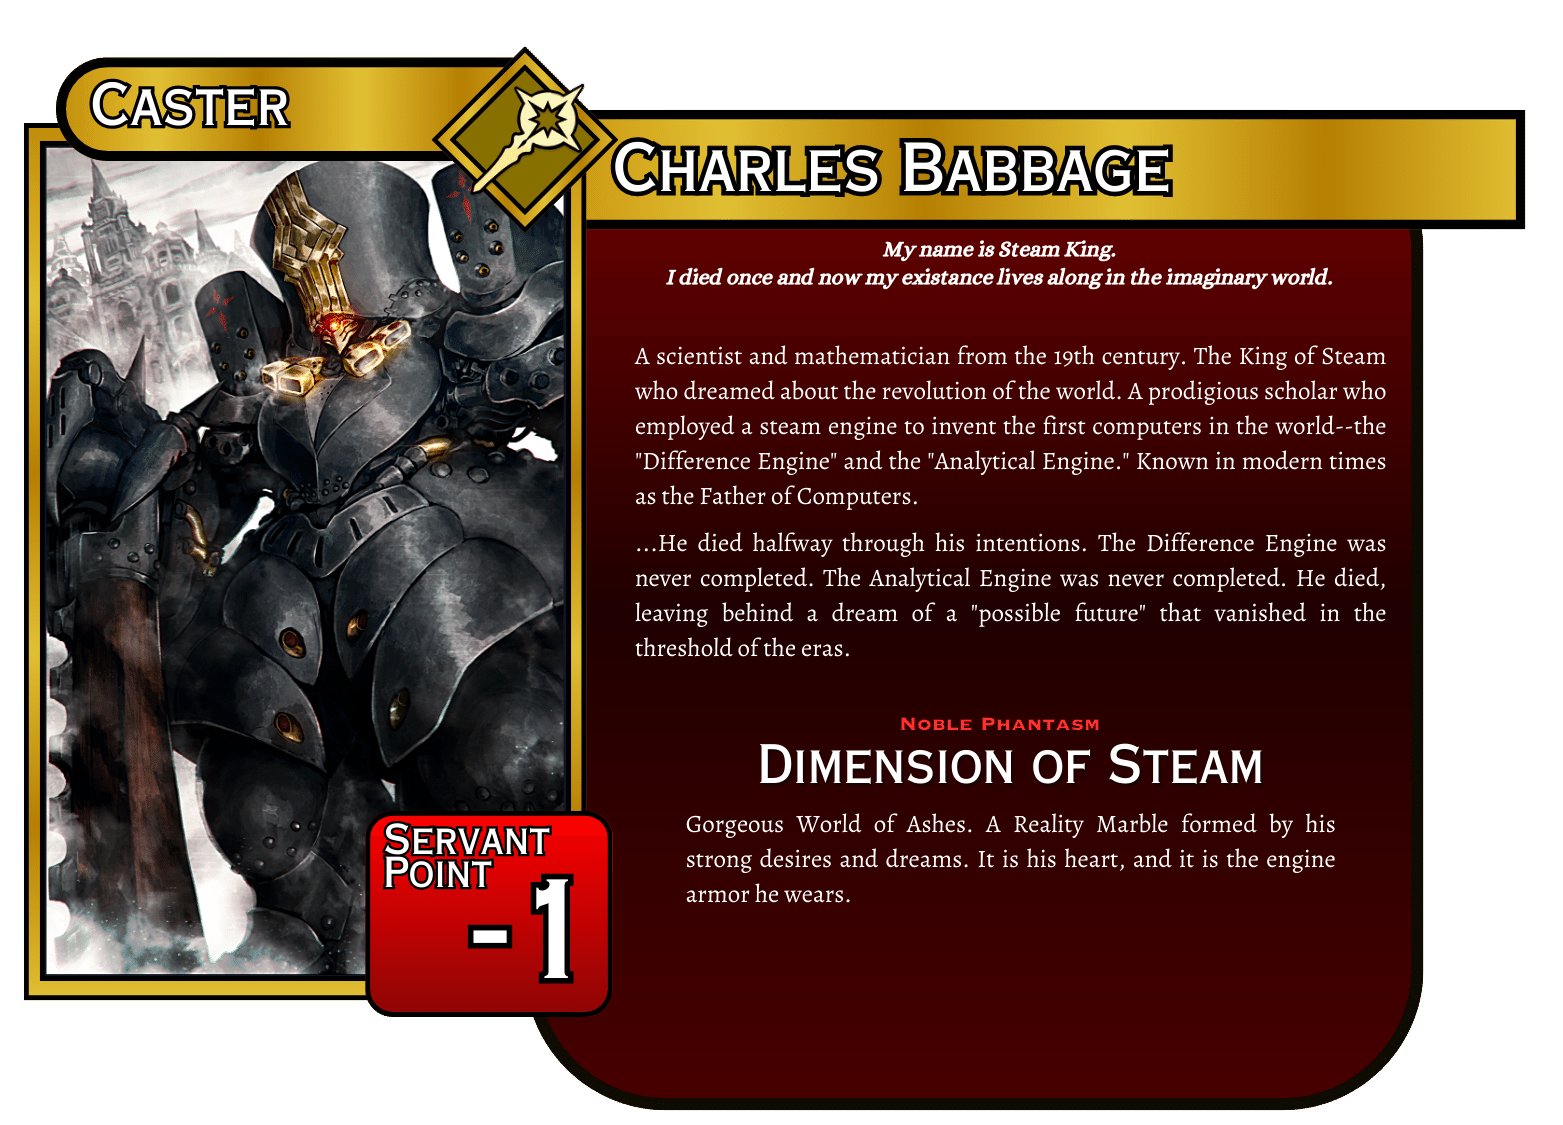 Caster
Charles Babbage
My name is Steam King.
I died once and now my existance lives along in the imaginary world.
A scientist and mathematician from the 19th century. The King of Steam
who dreamed about the revolution of the world. A prodigious scholar who
employed a steam engine to invent the first computers in the world--the
"Difference Engine" and the "Analytical Engine." Known in modern times
as the Father of Computers.
...He died halfway through his intentions. The Difference Engine was
never completed. The Analytical Engine was never completed. He died,
leaving behind a dream of a "possible future" that vanished in the
threshold of the eras.
Noble Phantasm
Dimension of Steam
Gorgeous World of Ashes. A Reality Marble formed by his
strong desires and dreams. It is his heart, and it is the engine
armor he wears.
Servant
Point
-1